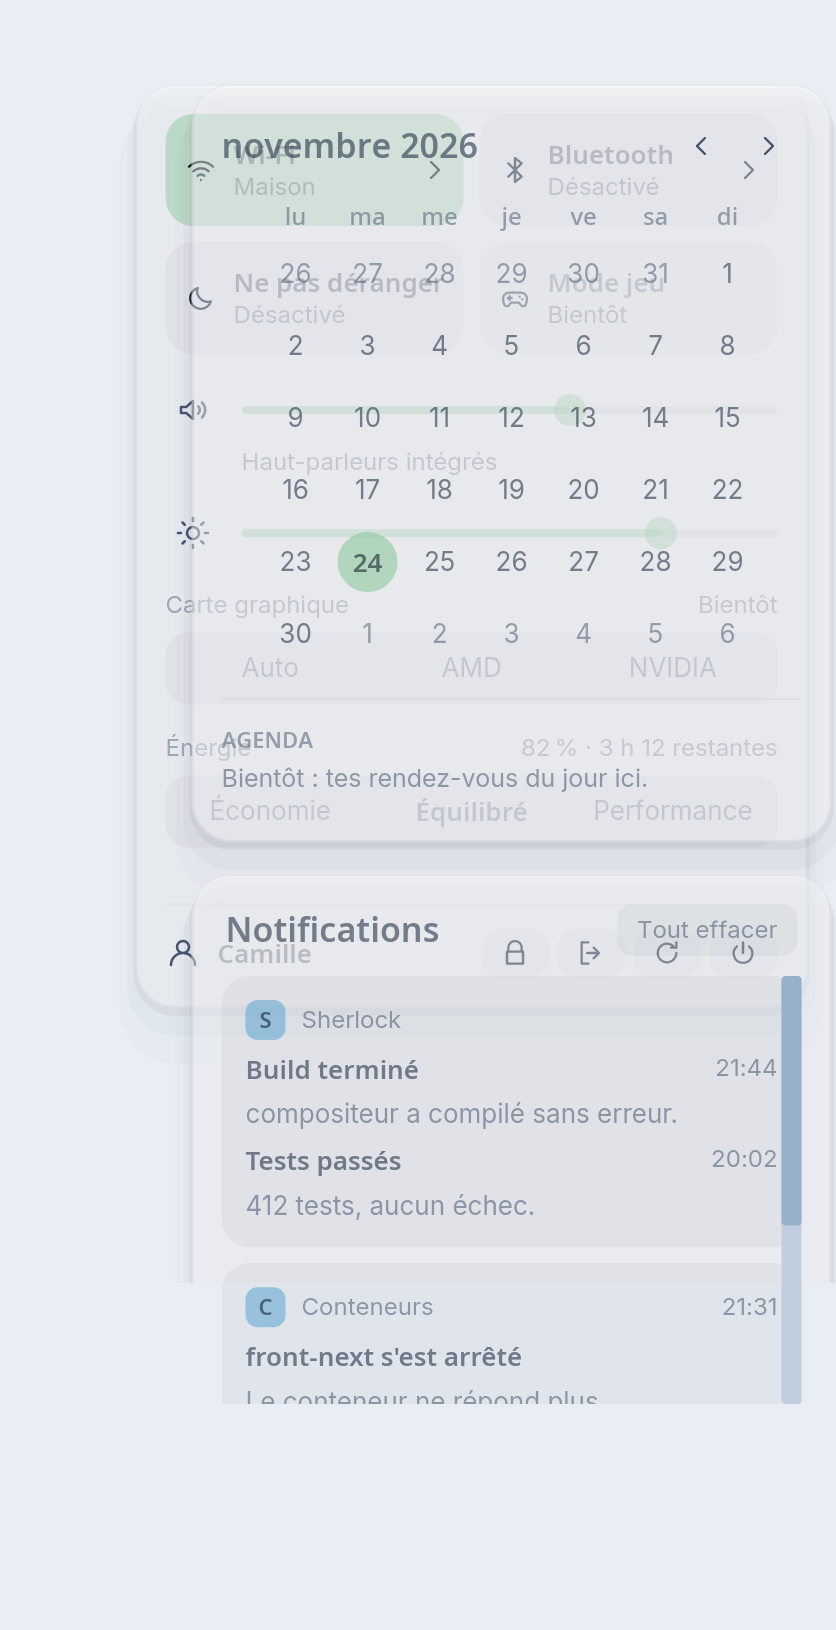 novembre 2026
Wi-Fi
Maison
Bluetooth
Désactivé
lu ma me je ve sa di
26 27 28 29 30 31 1
Ne pas déranger
Désactivé
Mode jeu
Bientôt
2 3 4 5 6 7 8
9 10 11 12 13 14 15
Haut-parleurs intégrés
16 17 18 19 20 21 22
23 24 25 26 27 28 29
Carte graphique Bientôt
30 1 2 3 4 5 6
Auto AMD NVIDIA
AGENDA
Énergie 82 % · 3 h 12 restantes
Bientôt : tes rendez-vous du jour ici.
Économie Équilibré Performance
Notifications Tout effacer
Camille
S Sherlock
Build terminé 21:44
compositeur a compilé sans erreur.
Tests passés 20:02
412 tests, aucun échec.
C Conteneurs 21:31
front-next s'est arrêté
Le conteneur ne répond plus